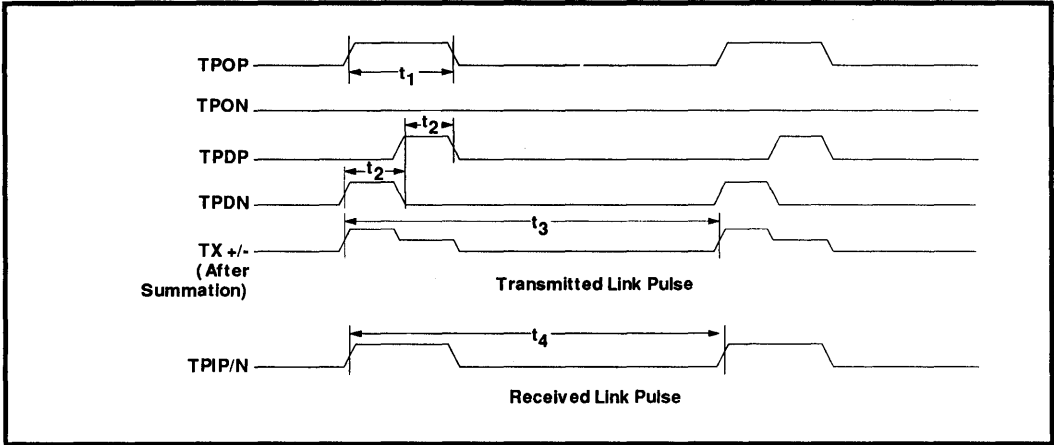 TPOP
t1
TPON
t2
TPDP
t2
TPDN
t3
TX +/-
(After
Summation)
Transmitted Link Pulse
t4
TPIP/N
Received Link Pulse